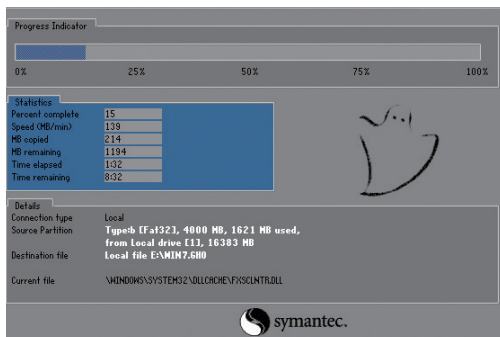 Progress Indicator
0% 25% 50% 75% 100%
Statistics
Percent complete 15
Speed (MB/min) 139
MB copied 214
MB remaining 1194
Time elapsed 1:32
Time remaining 8:32
Details
Connection type Local
Source Partition Type:b [Fat32], 4000 MB, 1621 MB used,
from Local drive [1], 16383 MB
Destination file Local file E:\WIN7.GHO
Current file \WINDOWS\SYSTEM32\DLLCACHE\FXSCLNTR.DLL
symantec.